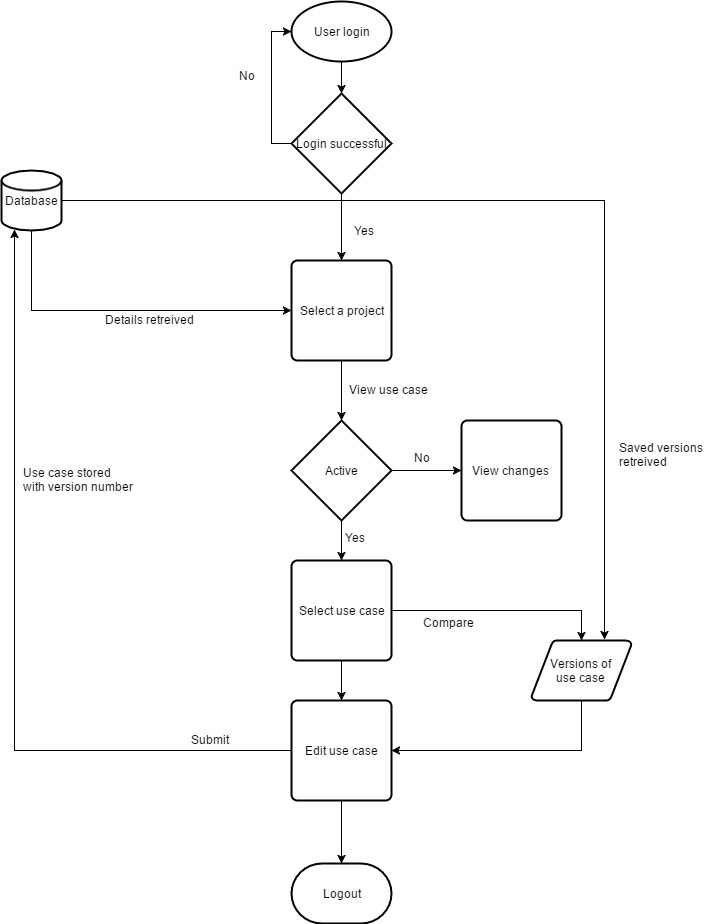 User login
No
Login successful
Database
Yes
Select a project
Details retreived
View use case
Active
No
View changes
Saved versions
retreived
Use case stored
with version number
Yes
Select use case
Compare
Versions of
use case
Submit
Edit use case
Logout